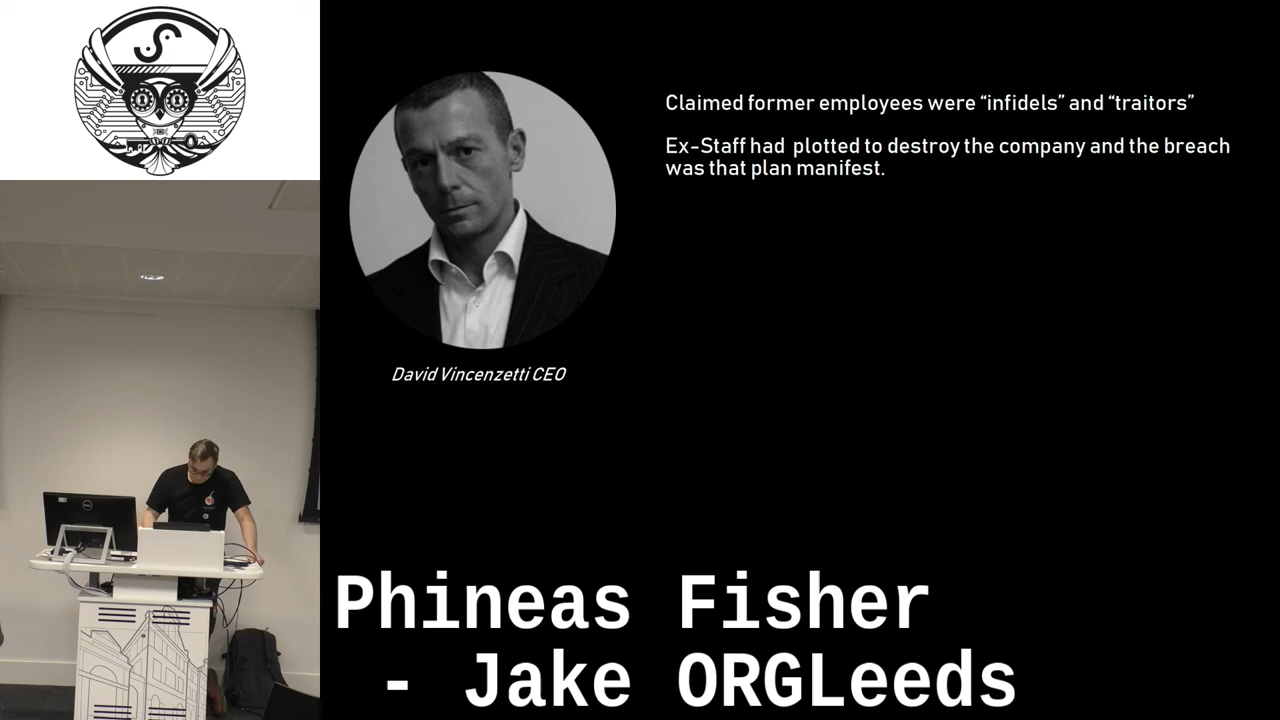 Claimed former employees were “infidels” and “traitors”
Ex-Staff had plotted to destroy the company and the breach
was that plan manifest.
David Vincenzetti CEO
DELL
Phineas Fisher
- Jake ORGLeeds